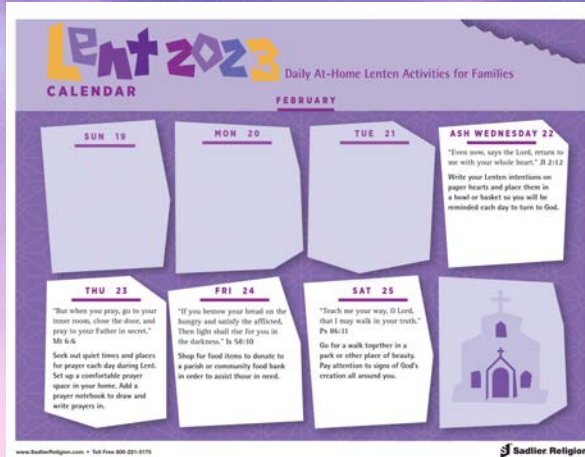 Lent 2023
CALENDAR
Daily At-Home Lenten Activities for Families
FEBRUARY
SUN 19
MON 20
TUE 21
ASH WEDNESDAY 22
"Even now, says the Lord, return to
me with your whole heart." Jl 2:12
Write your Lenten intentions on
paper hearts and place them in
a bowl or basket so you will be
reminded each day to turn to God.
THU 23
"But when you pray, go to your
inner room, close the door, and
pray to your Father in secret."
Mt 6:6
Seek out quiet times and places
for prayer each day during Lent.
Set up a comfortable prayer
space in your home. Add a
prayer notebook to draw and
write prayers in.
FRI 24
"If you bestow your bread on the
hungry and satisfy the afflicted,
Then light shall rise for you in
the darkness." Is 58:10
Shop for food items to donate to
a parish or community food bank
in order to assist those in need.
SAT 25
"Teach me your way, O Lord,
that I may walk in your truth."
Ps 86:11
Go for a walk together in a
park or other place of beauty.
Pay attention to signs of God's
creation all around you.
www.SadlierReligion.com • Toll Free 800-221-5175
Sadlier Religion